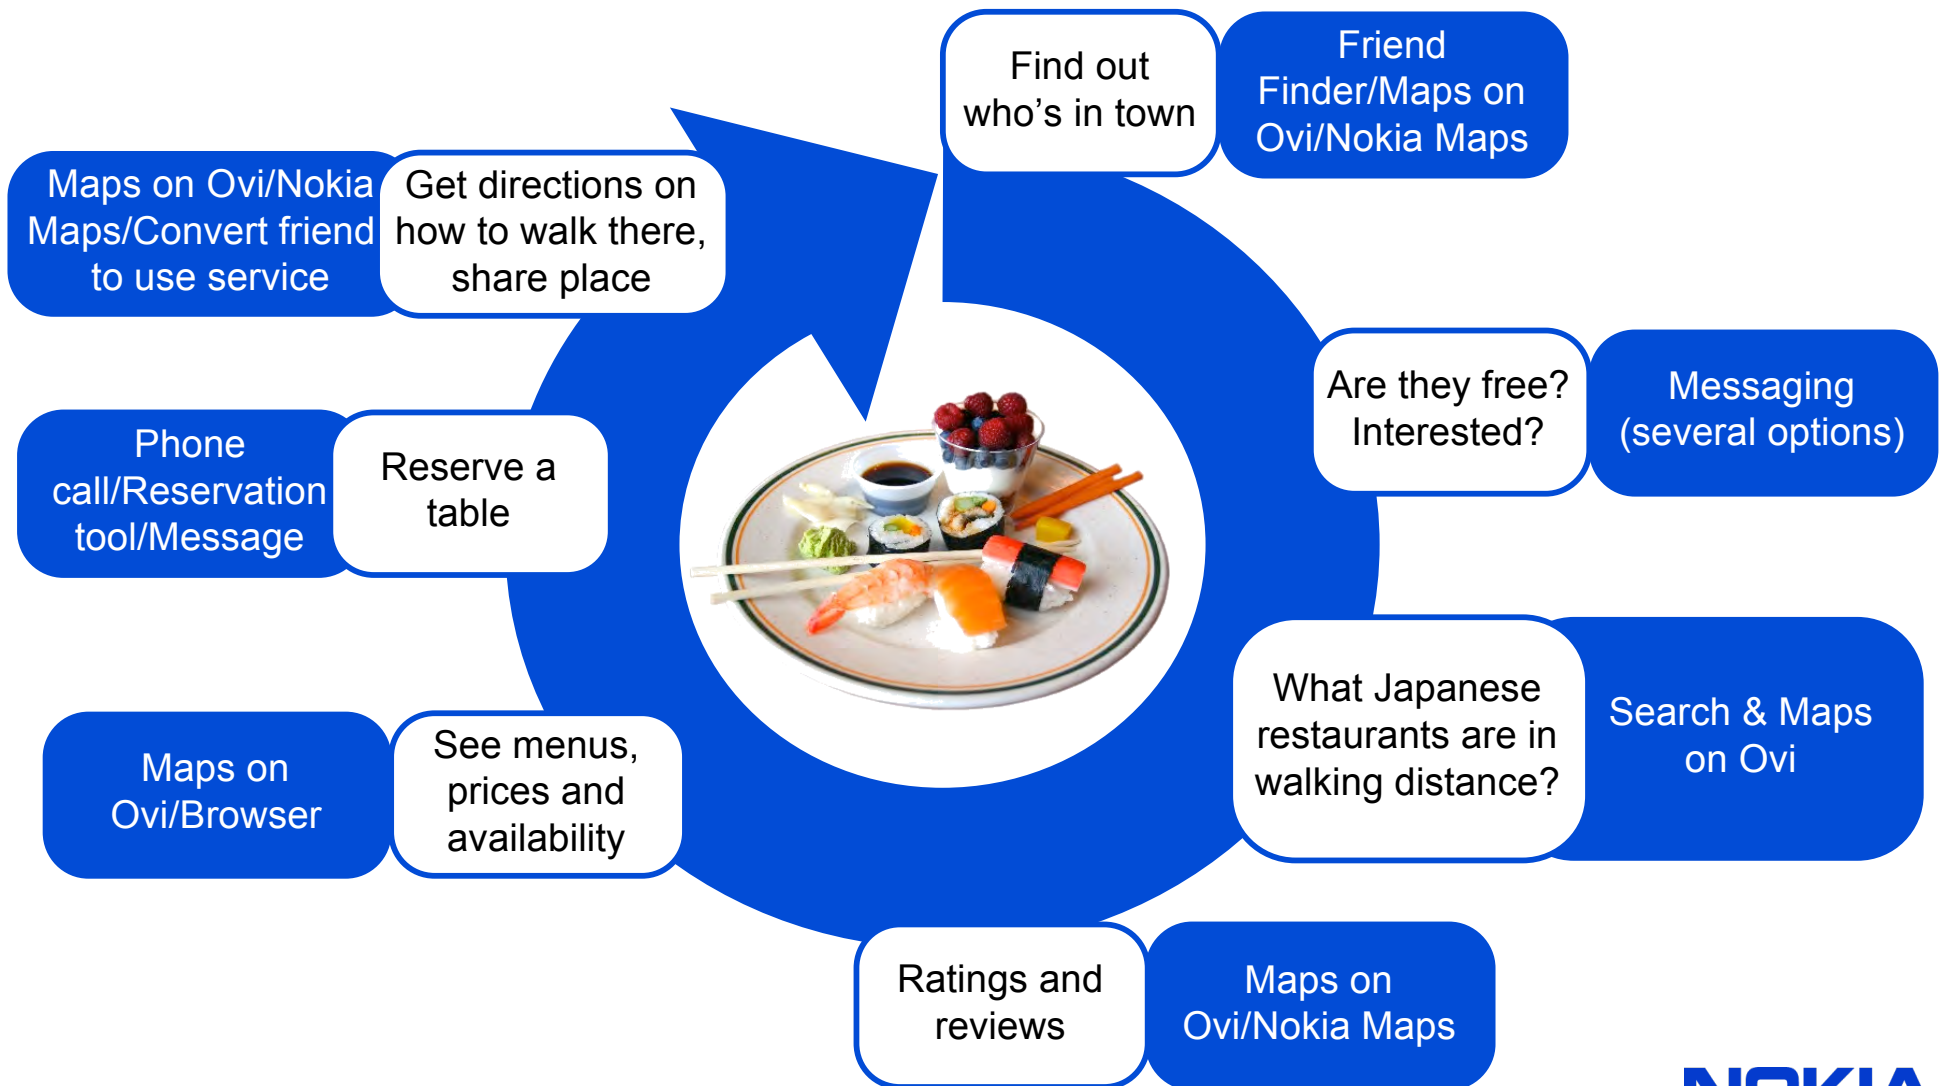 Find out
who's in town
Friend
Finder/Maps on
Ovi/Nokia Maps
Are they free?
Interested?
Messaging
(several options)
What Japanese
restaurants are in
walking distance?
Search & Maps
on Ovi
Ratings and
reviews
Maps on
Ovi/Nokia Maps
See menus,
prices and
availability
Maps on
Ovi/Browser
Reserve a
table
Phone
call/Reservation
tool/Message
Get directions on
how to walk there,
share place
Maps on Ovi/Nokia
Maps/Convert friend
to use service
NOKIA